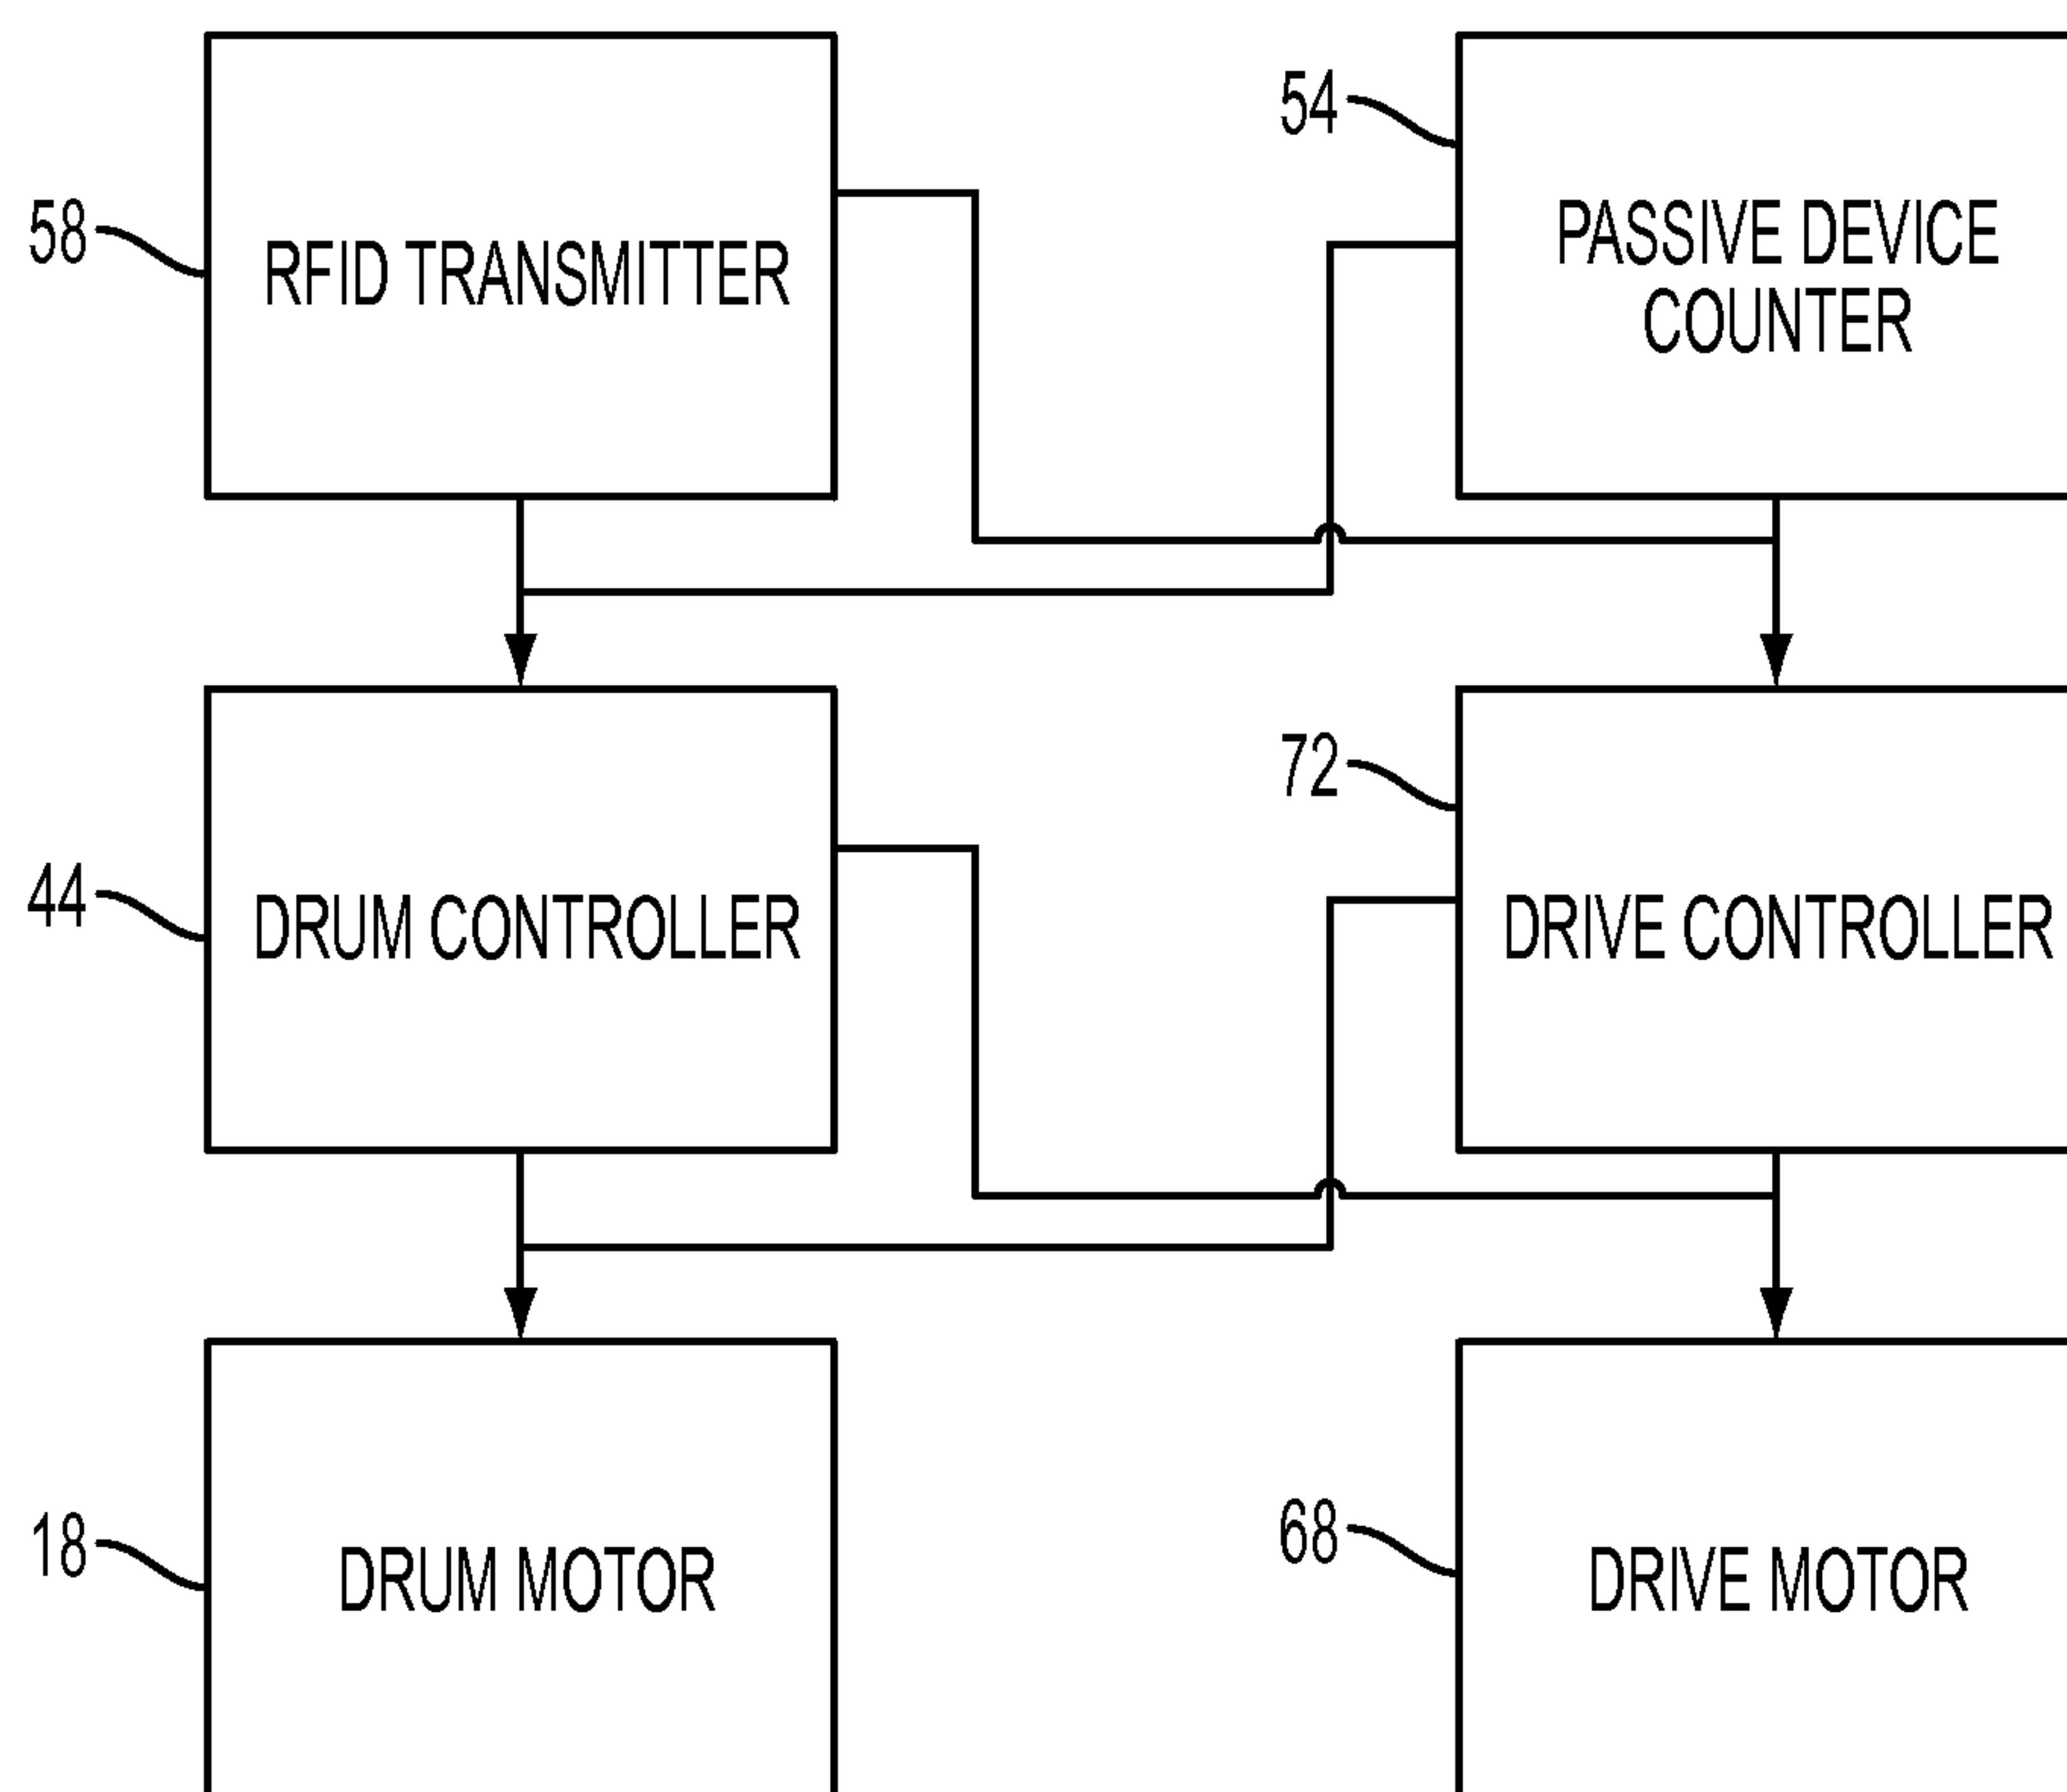 58
RFID TRANSMITTER
54
PASSIVE DEVICE
COUNTER
44
DRUM CONTROLLER
72
DRIVE CONTROLLER
18
DRUM MOTOR
68
DRIVE MOTOR